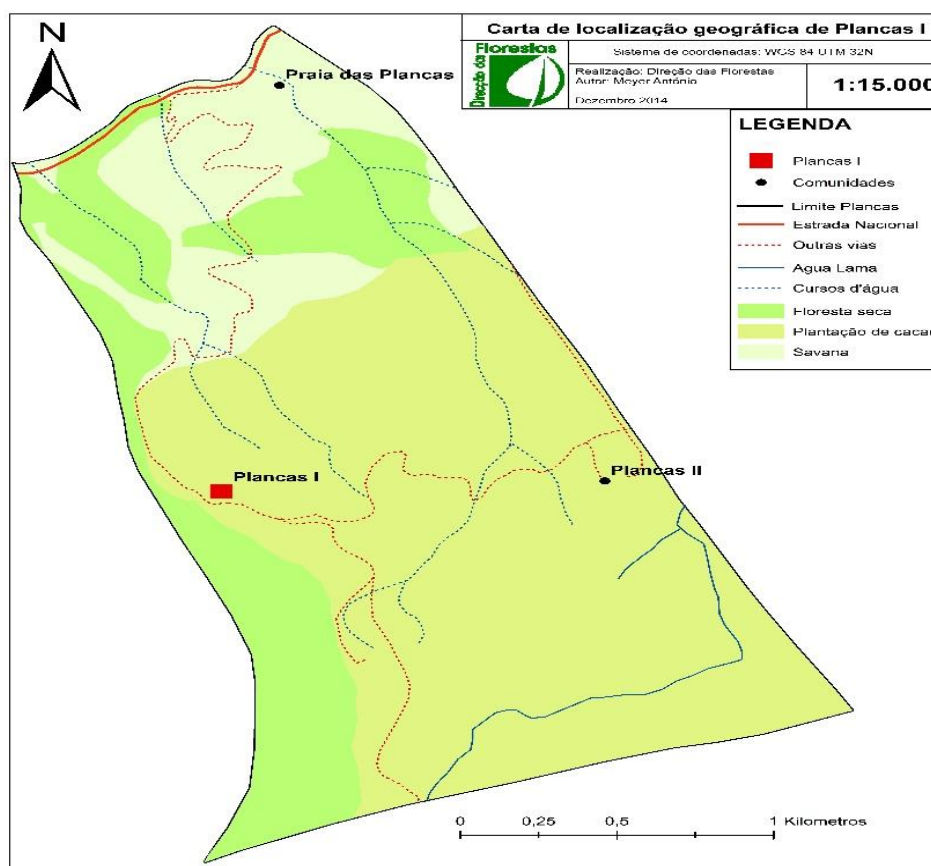 Carta de localização geográfica de Plancas I
Direção das
Florestas
Sistema de coordenadas: WGS 84 UTM 32N
Realização: Direção das Florestas
Autor: Meyer António
Dezembro 2014
1:15.000
N
Praia das Plancas
LEGENDA
Plancas I
Comunidades
Limite Plancas
Estrada Nacional
Outras vias
Agua Lama
Cursos d'água
Floresta seca
Plantação de cacau
Savana
Plancas I
Plancas II
0 0,25 0,5 1 Kilometros